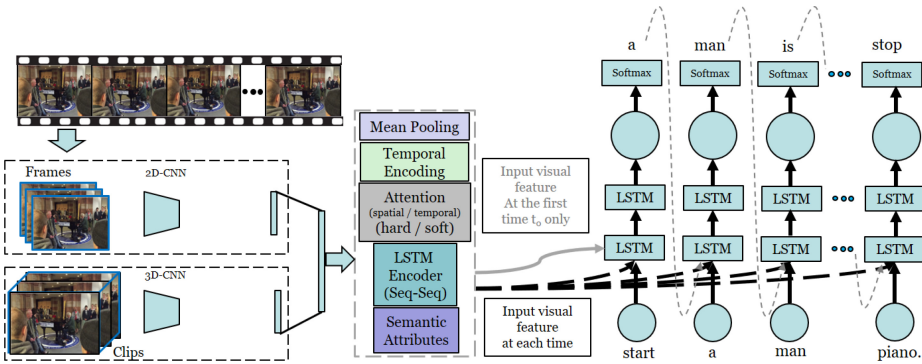 a man is stop
Softmax Softmax Softmax Softmax
Mean Pooling
Temporal
Encoding
Attention
(spatial / temporal)
(hard / soft)
LSTM
Encoder
(Seq-Seq)
Semantic
Attributes
Frames
2D-CNN
3D-CNN
Clips
Input visual
feature
At the first
time t₀ only
Input visual
feature
at each time
LSTM LSTM LSTM LSTM
LSTM LSTM LSTM LSTM
start a man piano.